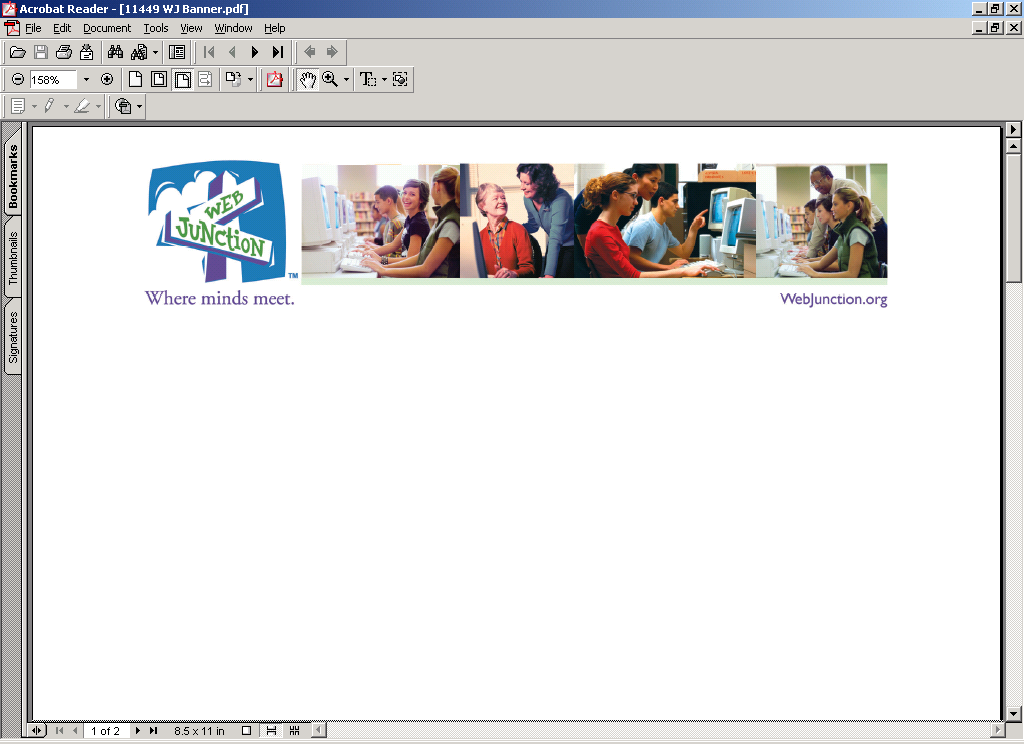 Acrobat Reader - [11449 WJ Banner.pdf]
File Edit Document Tools View Window Help
158%
Bookmarks
Thumbnails
Signatures
WEB
JUNCTION
TM
Where minds meet.
WebJunction.org
1 of 2
8.5 x 11 in